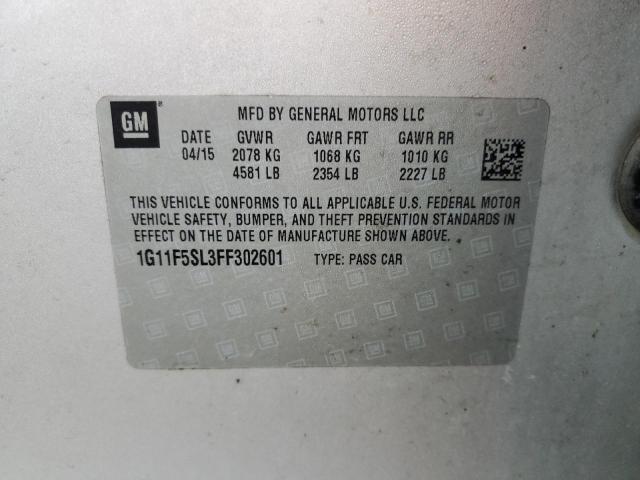 GM ® MFD BY GENERAL MOTORS LLC
DATE GVWR GAWR FRT GAWR RR
04/15 2078 KG 1068 KG 1010 KG
4581 LB 2354 LB 2227 LB
THIS VEHICLE CONFORMS TO ALL APPLICABLE U.S. FEDERAL MOTOR
VEHICLE SAFETY, BUMPER, AND THEFT PREVENTION STANDARDS IN
EFFECT ON THE DATE OF MANUFACTURE SHOWN ABOVE.
1G11F5SL3FF302601 TYPE: PASS CAR